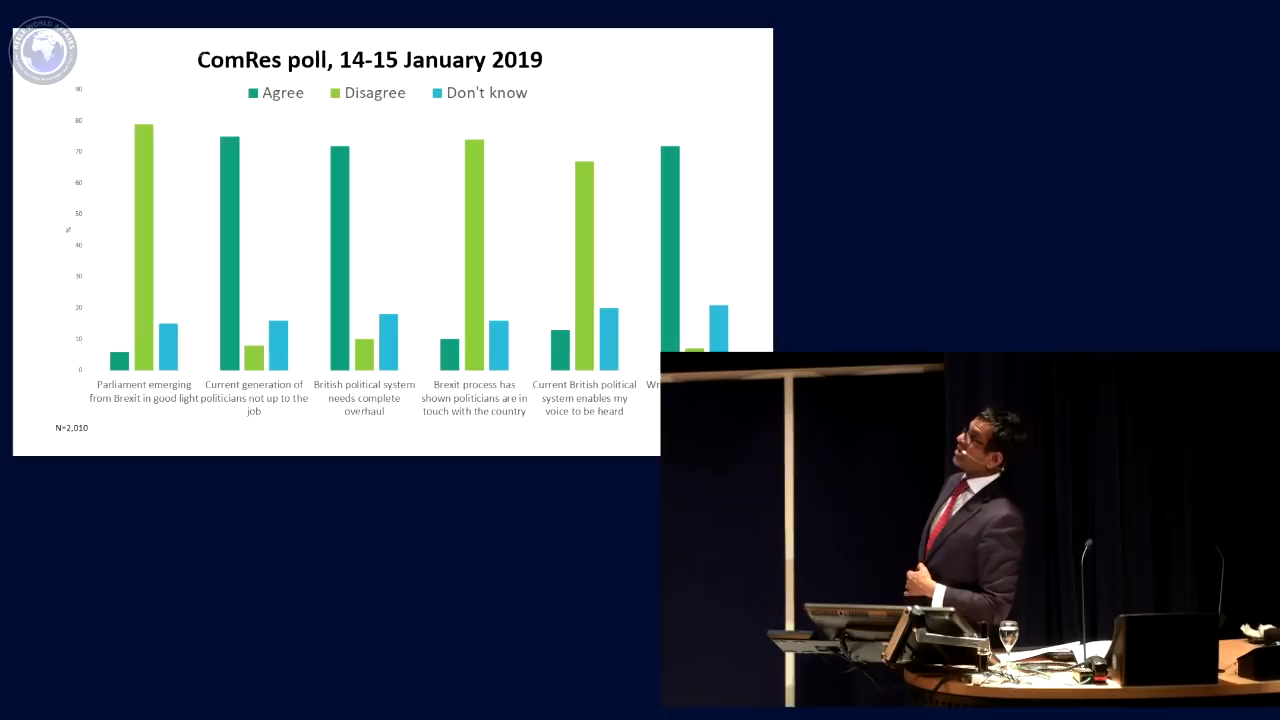 KEELE WORLD AFFAIRS
ComRes poll, 14-15 January 2019
Agree Disagree Don't know
90
80
70
60
50
40
30
20
10
0
%
Parliament emerging from Brexit in good light
Current generation of politicians not up to the job
British political system needs complete overhaul
Brexit process has shown politicians are in touch with the country
Current British political system enables my voice to be heard
N=2,010